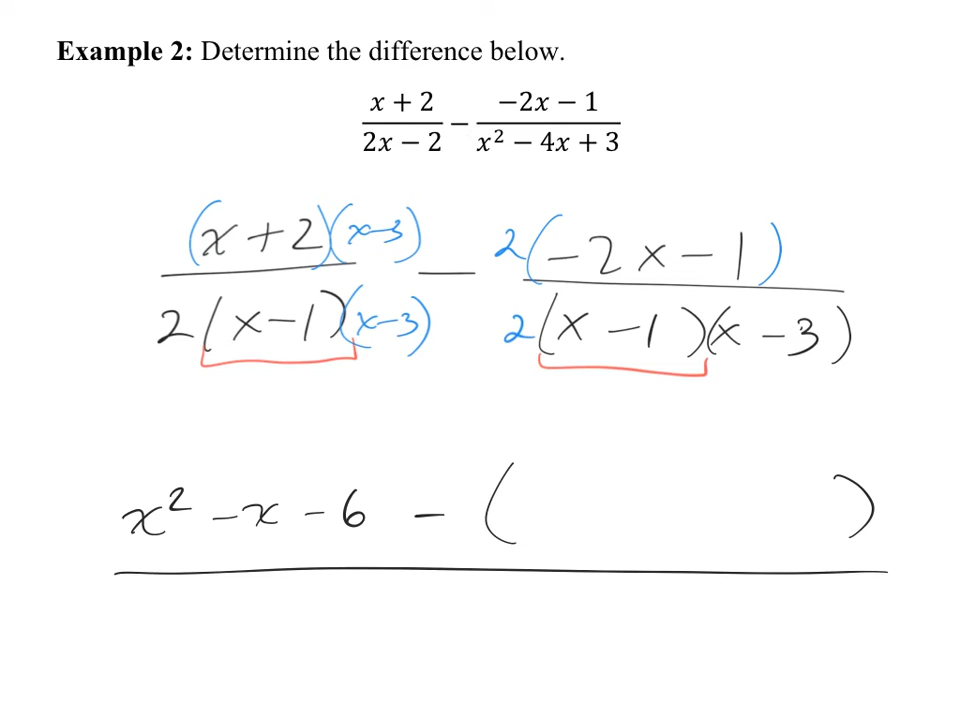 Example 2: Determine the difference below.
x + 2 / 2x − 2 − −2x − 1 / x² − 4x + 3
(x + 2)(x−3) / 2(x−1)(x−3) − 2(−2x−1) / 2(x−1)(x−3)
x² − x − 6 − (        )